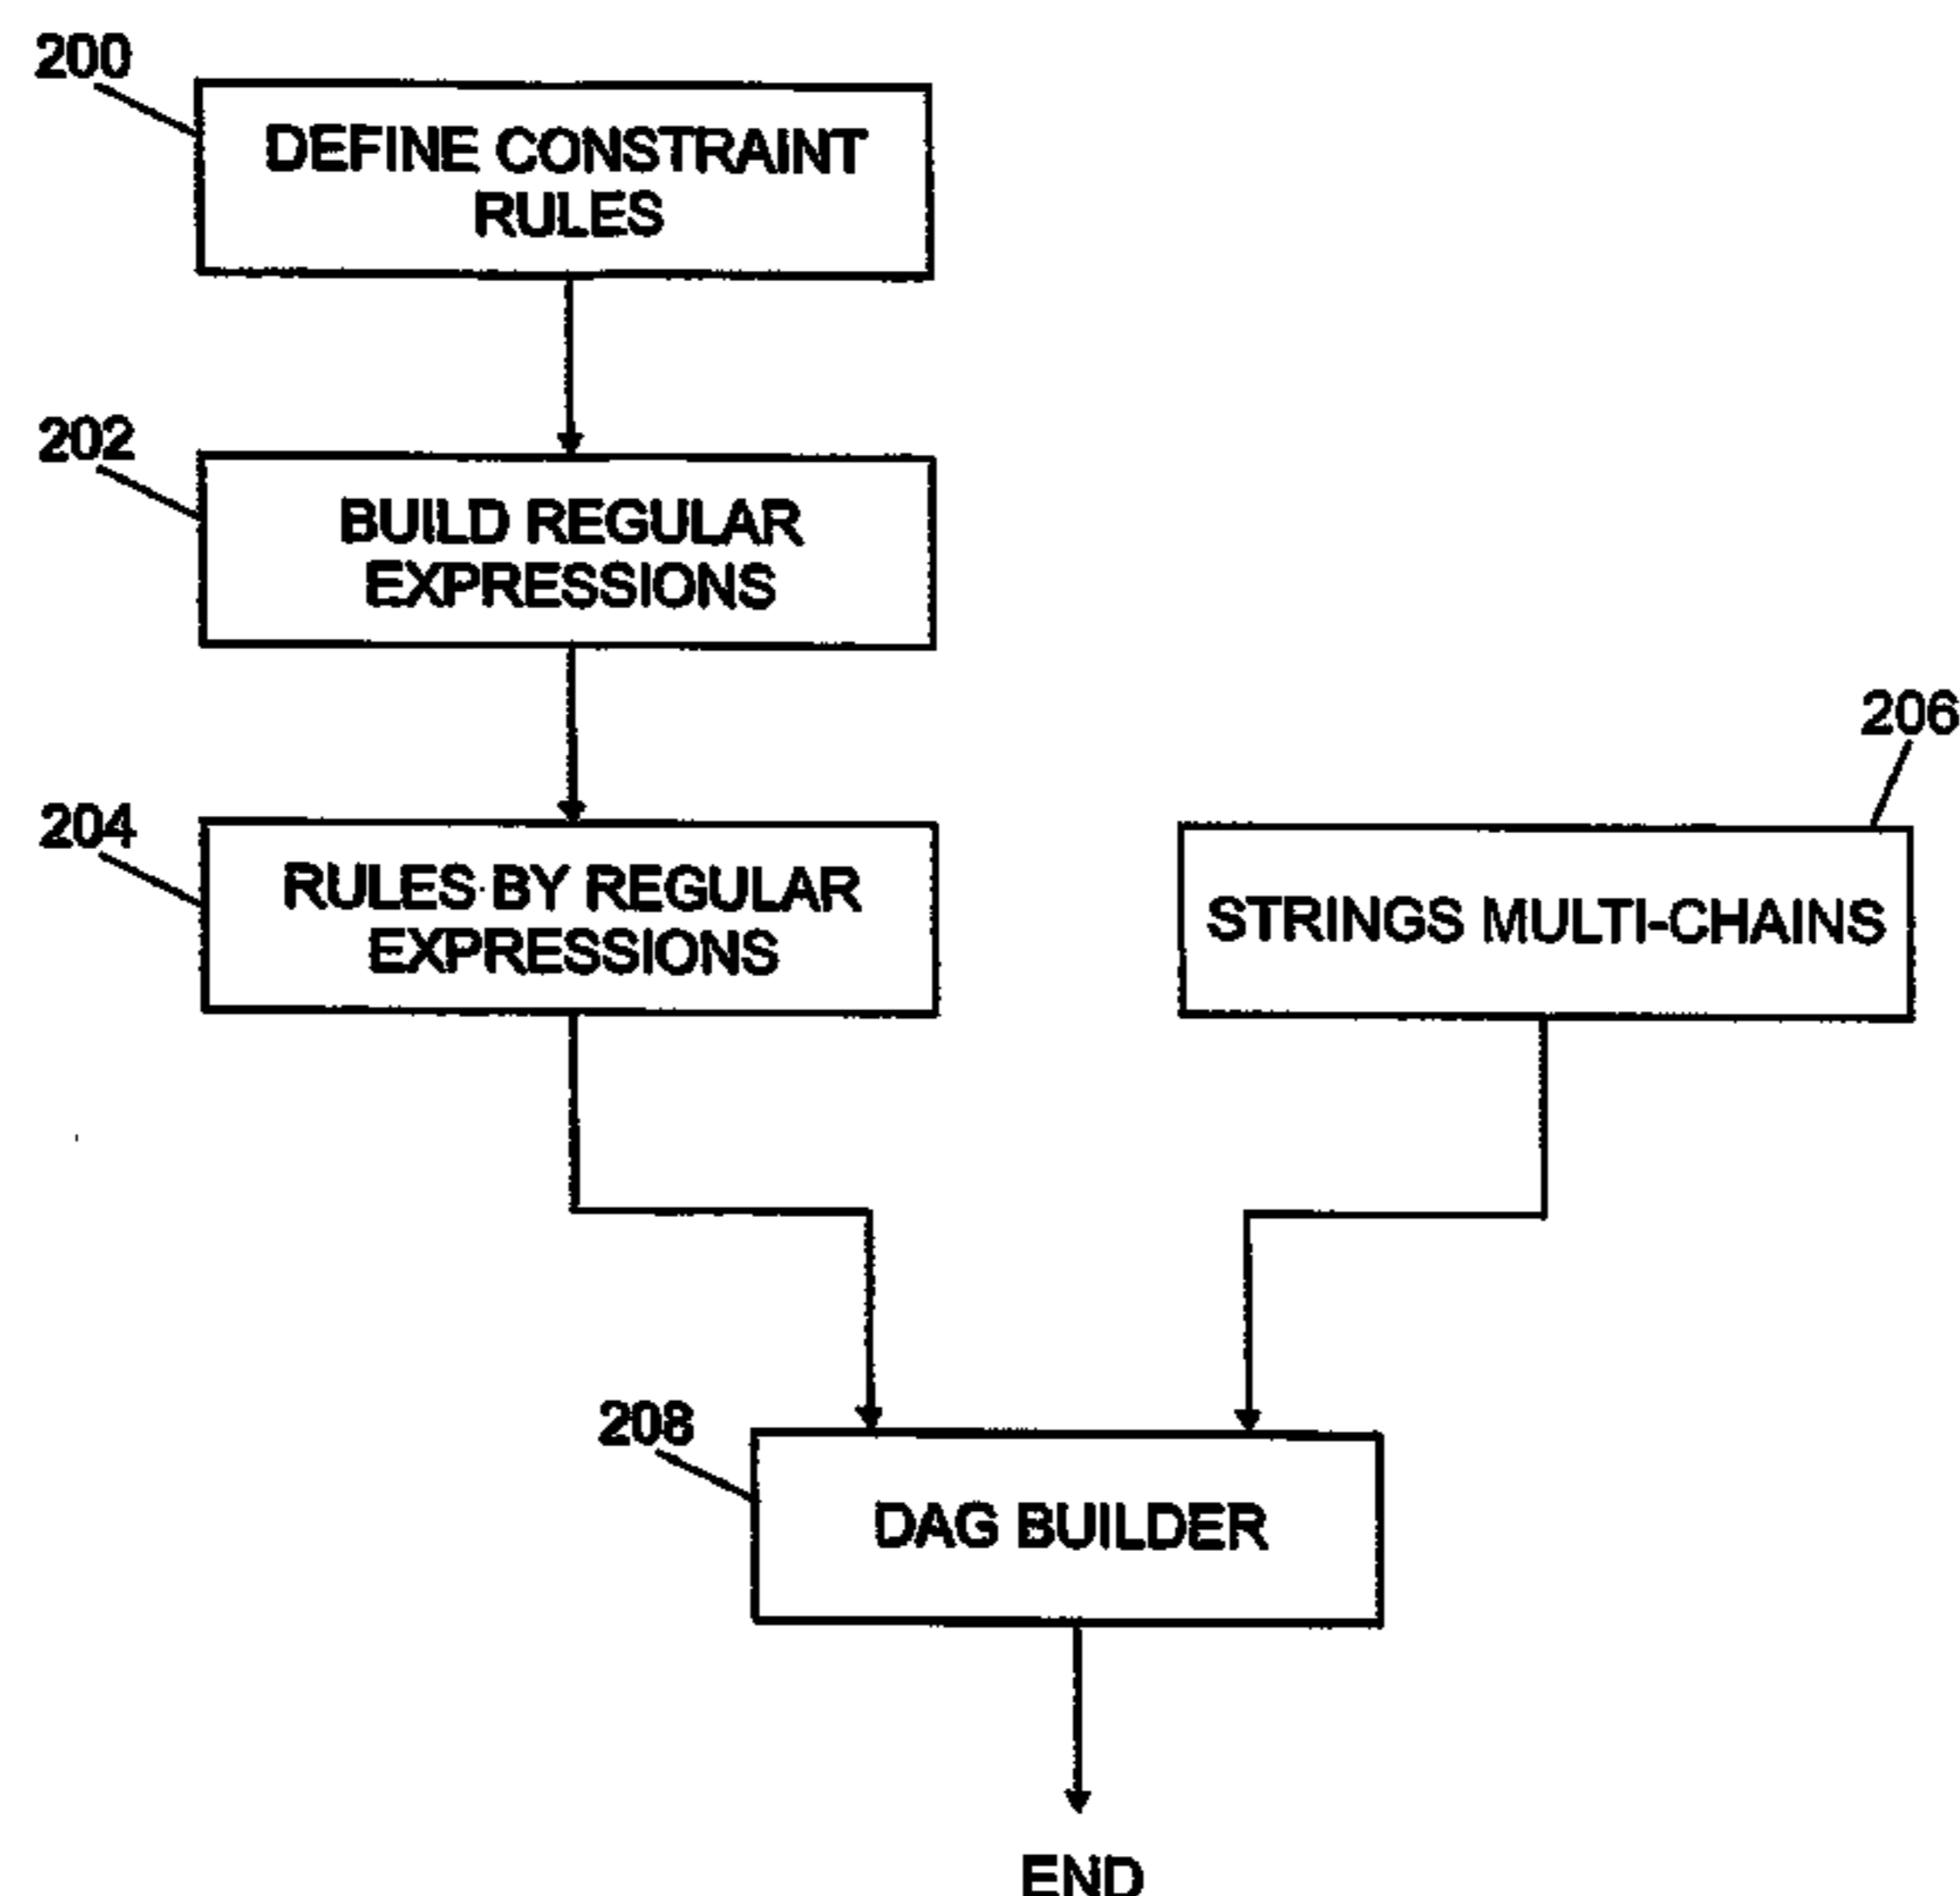 200
DEFINE CONSTRAINT
RULES
202
BUILD REGULAR
EXPRESSIONS
206
204
RULES BY REGULAR
EXPRESSIONS
STRINGS MULTI-CHAINS
208
DAG BUILDER
END